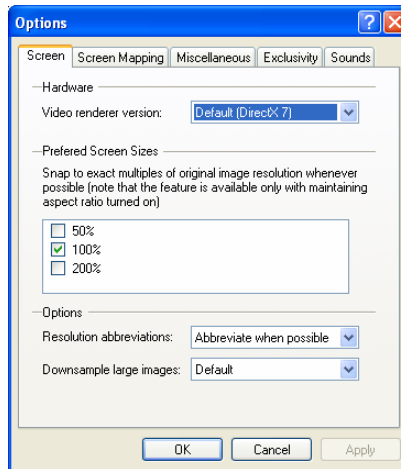 Options
Screen Screen Mapping Miscellaneous Exclusivity Sounds
Hardware
Video renderer version: Default (DirectX 7)
Prefered Screen Sizes
Snap to exact multiples of original image resolution whenever
possible (note that the feature is available only with maintaining
aspect ratio turned on)
50%
100%
200%
Options
Resolution abbreviations: Abbreviate when possible
Downsample large images: Default
OK Cancel Apply